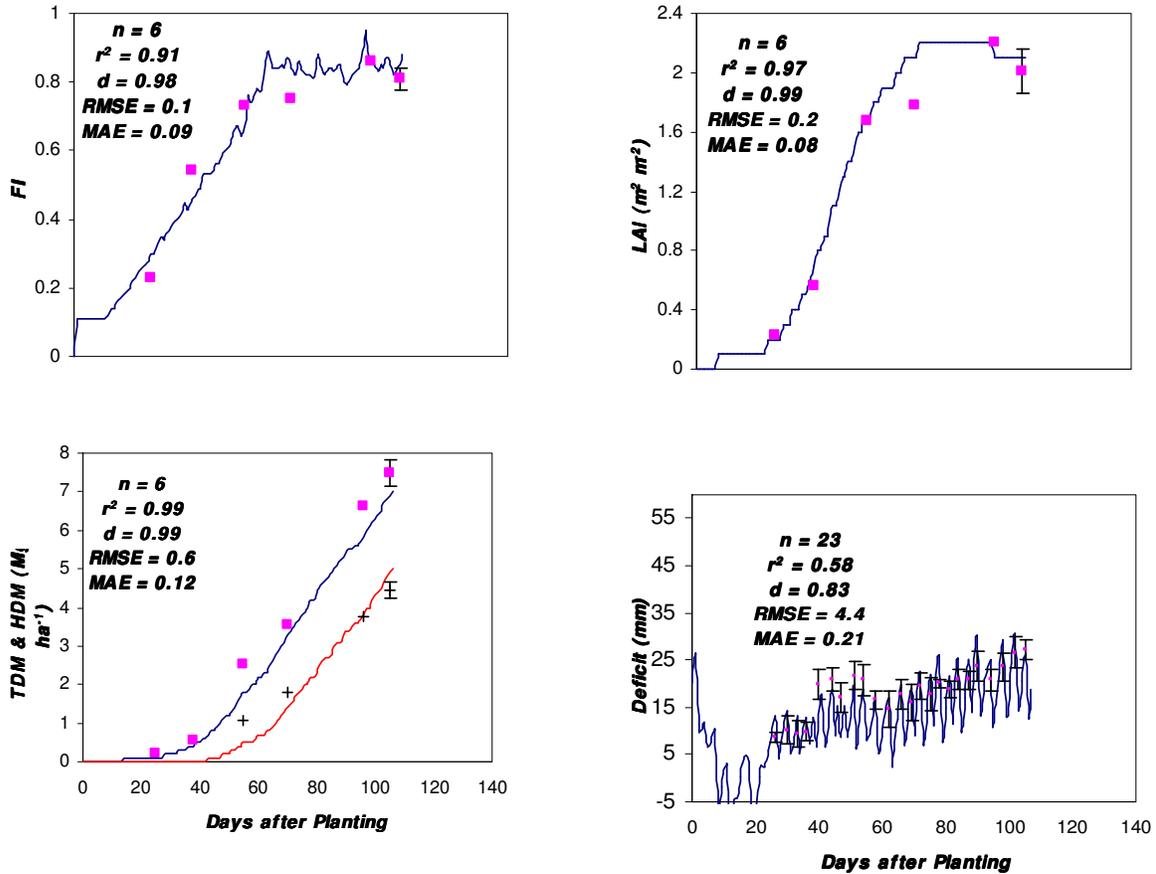 1
0.8
0.6
0.4
0.2
0
FI
n = 6
r² = 0.91
d = 0.98
RMSE = 0.1
MAE = 0.09
2.4
2
1.6
1.2
0.8
0.4
0
LAI (m² m²)
n = 6
r² = 0.97
d = 0.99
RMSE = 0.2
MAE = 0.08
8
7
6
5
4
3
2
1
0
TDM & HDM (M
ha⁻¹)
n = 6
r² = 0.99
d = 0.99
RMSE = 0.6
MAE = 0.12
0 20 40 60 80 100 120 140
Days after Planting
55
45
35
25
15
5
-5
Deficit (mm)
n = 23
r² = 0.58
d = 0.83
RMSE = 4.4
MAE = 0.21
0 20 40 60 80 100 120 140
Days after Planting